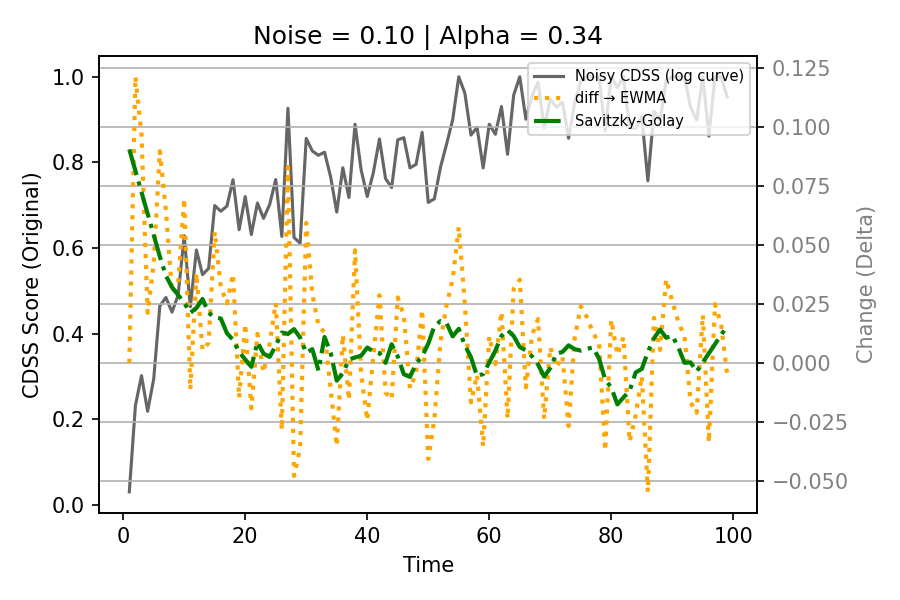 Noise = 0.10 | Alpha = 0.34
Noisy CDSS (log curve)
diff → EWMA
Savitzky-Golay
CDSS Score (Original)
1.0
0.8
0.6
0.4
0.2
0.0
0.125
0.100
0.075
0.050
0.025
0.000
−0.025
−0.050
Change (Delta)
0 20 40 60 80 100
Time